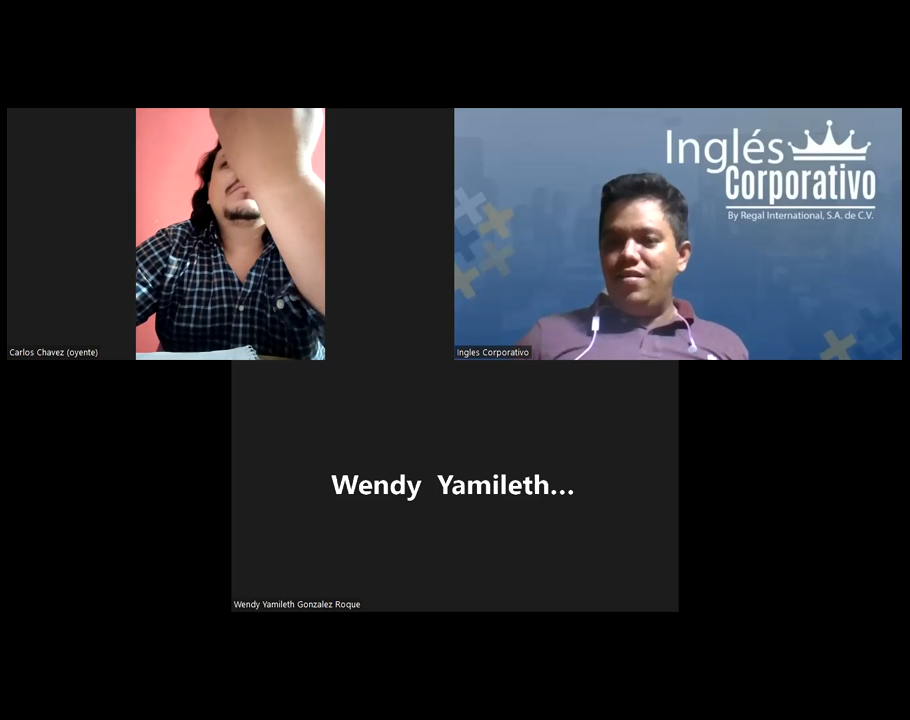 Inglés
Corporativo
By Regal International, S.A. de C.V.
Carlos Chavez (oyente)
Ingles Corporativo
Wendy Yamileth...
Wendy Yamileth Gonzalez Roque